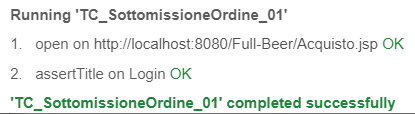 Running 'TC_SottomissioneOrdine_01'
1. open on http://localhost:8080/Full-Beer/Acquisto.jsp OK
2. assertTitle on Login OK
'TC_SottomissioneOrdine_01' completed successfully